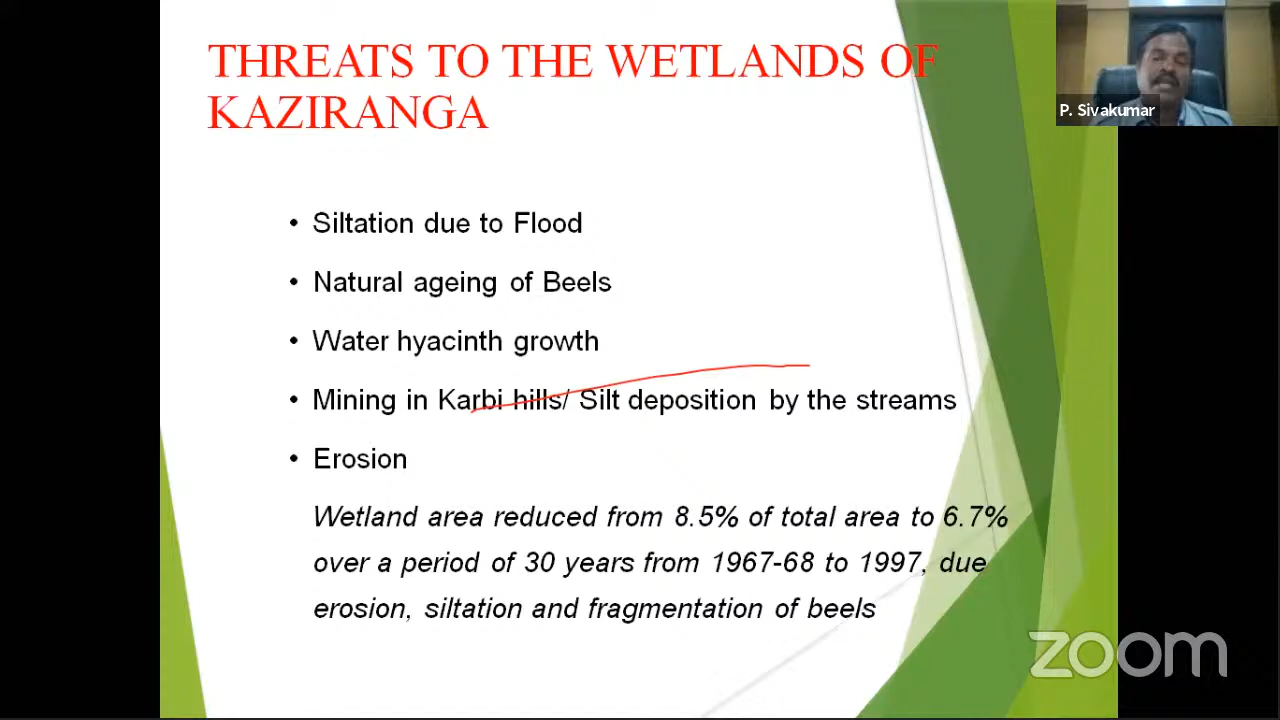 THREATS TO THE WETLANDS OF
KAZIRANGA
P. Sivakumar
• Siltation due to Flood
• Natural ageing of Beels
• Water hyacinth growth
• Mining in Karbi hills/ Silt deposition by the streams
• Erosion
Wetland area reduced from 8.5% of total area to 6.7%
over a period of 30 years from 1967-68 to 1997, due
erosion, siltation and fragmentation of beels
zoom